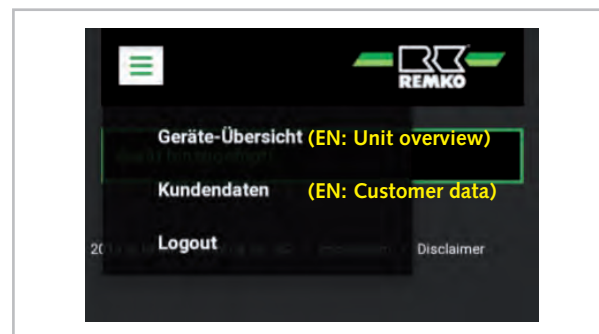 REMKO
Geräte-Übersicht (EN: Unit overview)
Kundendaten (EN: Customer data)
Logout
Disclaimer